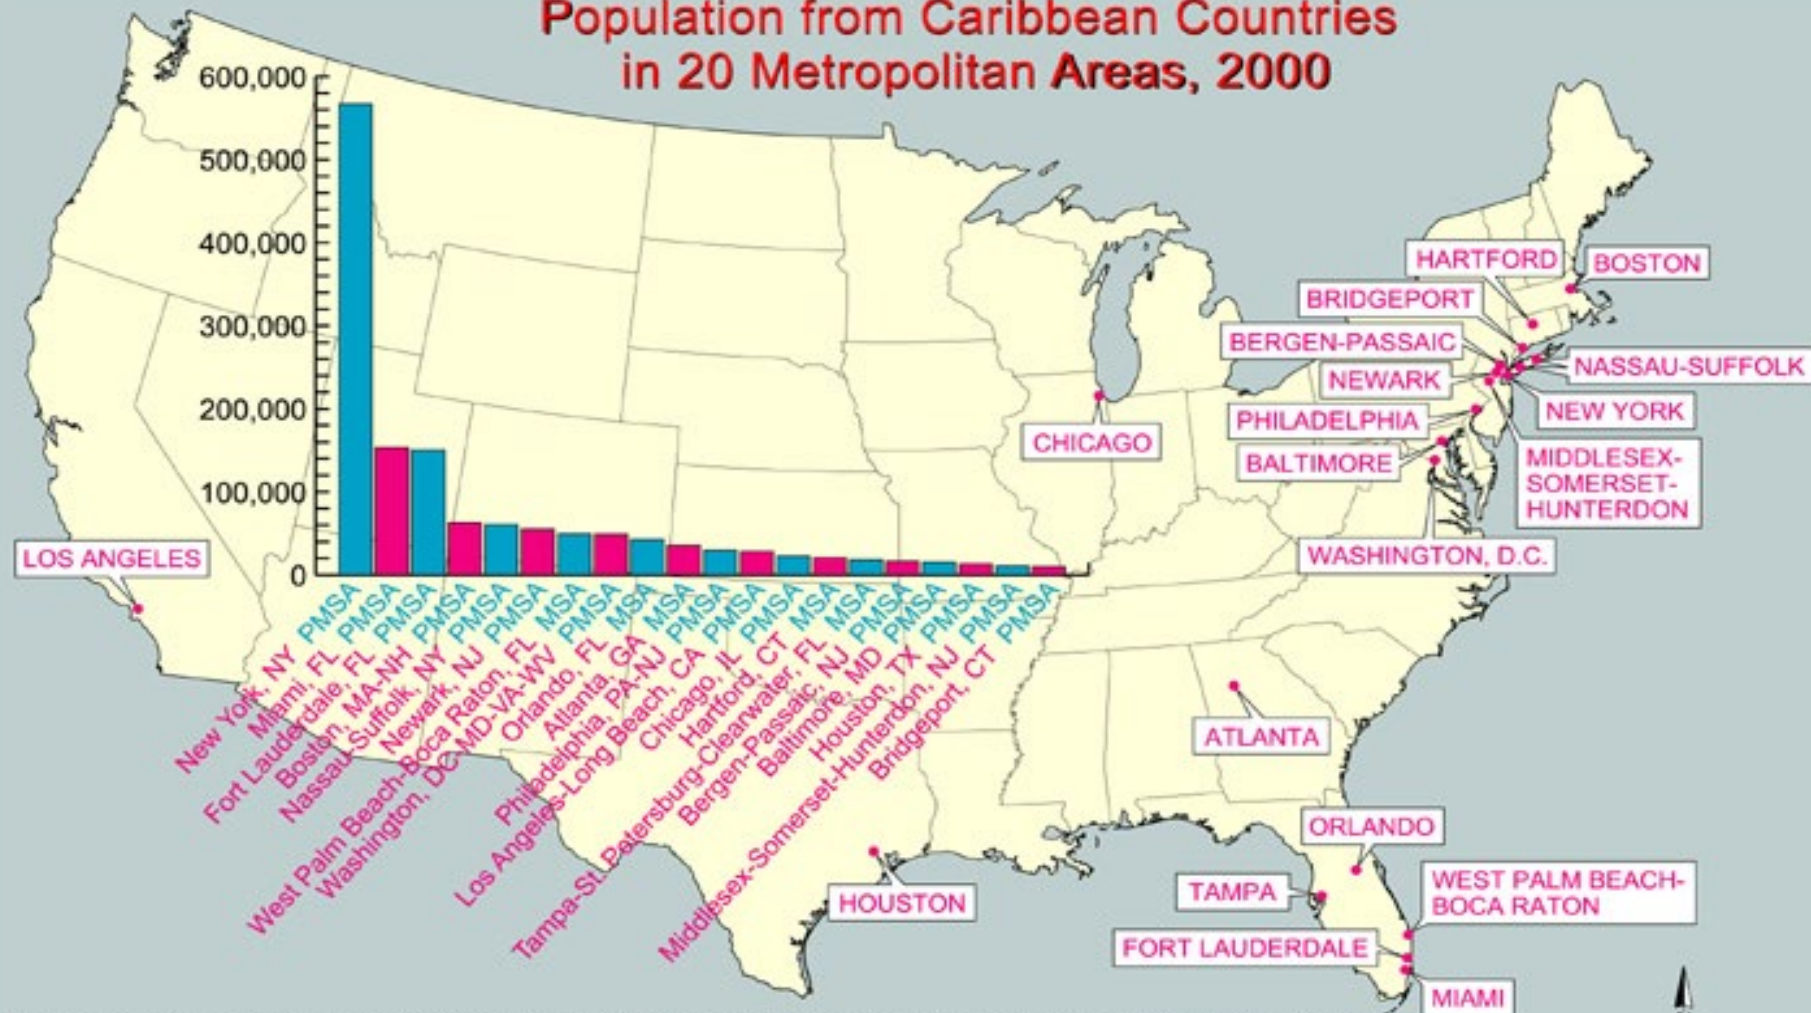 Population from Caribbean Countries
in 20 Metropolitan Areas, 2000
600,000
500,000
400,000
300,000
200,000
100,000
0
New York, NY PMSA
Miami, FL PMSA
Fort Lauderdale, FL PMSA
Boston, MA-NH PMSA
Nassau-Suffolk, NY PMSA
Newark, NJ PMSA
West Palm Beach-Boca Raton, FL MSA
Washington, DC-MD-VA-WV PMSA
Orlando, FL MSA
Atlanta, GA MSA
Philadelphia, PA-NJ PMSA
Los Angeles-Long Beach, CA PMSA
Chicago, IL PMSA
Hartford, CT MSA
Tampa-St. Petersburg-Clearwater, FL MSA
Bergen-Passaic, NJ PMSA
Baltimore, MD PMSA
Houston, TX PMSA
Middlesex-Somerset-Hunterdon, NJ PMSA
Bridgeport, CT PMSA
HARTFORD
BOSTON
BRIDGEPORT
BERGEN-PASSAIC
NASSAU-SUFFOLK
NEWARK
NEW YORK
PHILADELPHIA
CHICAGO
BALTIMORE
MIDDLESEX-
SOMERSET-
HUNTERDON
WASHINGTON, D.C.
LOS ANGELES
ATLANTA
ORLANDO
HOUSTON
TAMPA
WEST PALM BEACH-
BOCA RATON
FORT LAUDERDALE
MIAMI